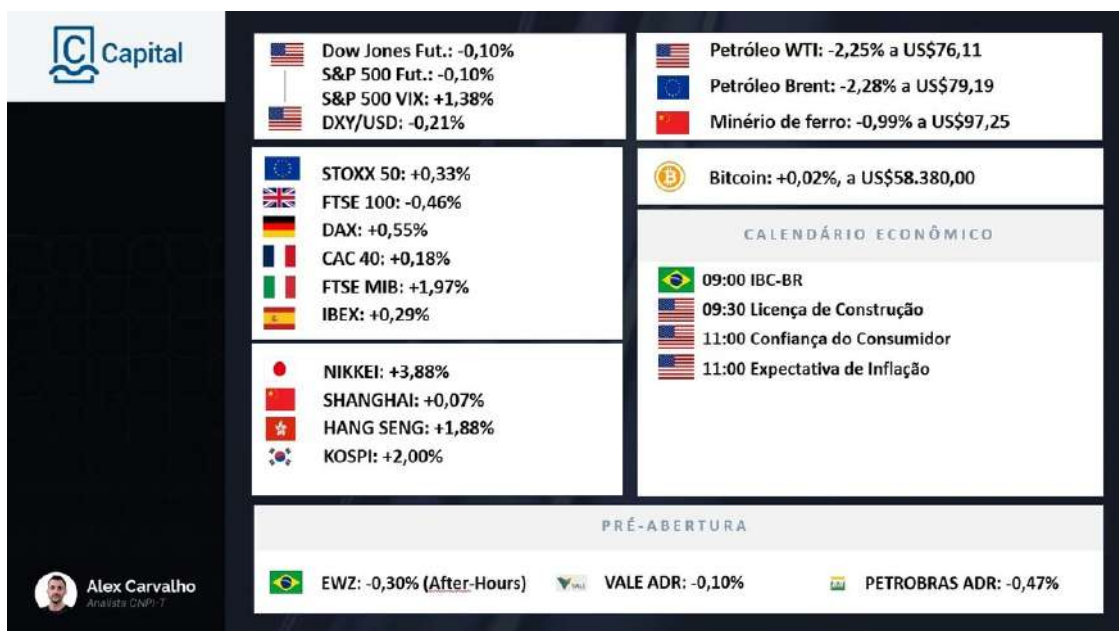 C Capital
Dow Jones Fut.: -0,10%
S&P 500 Fut.: -0,10%
S&P 500 VIX: +1,38%
DXY/USD: -0,21%
STOXX 50: +0,33%
FTSE 100: -0,46%
DAX: +0,55%
CAC 40: +0,18%
FTSE MIB: +1,97%
IBEX: +0,29%
NIKKEI: +3,88%
SHANGHAI: +0,07%
HANG SENG: +1,88%
KOSPI: +2,00%
Petróleo WTI: -2,25% a US$76,11
Petróleo Brent: -2,28% a US$79,19
Minério de ferro: -0,99% a US$97,25
Bitcoin: +0,02%, a US$58.380,00
CALENDÁRIO ECONÔMICO
09:00 IBC-BR
09:30 Licença de Construção
11:00 Confiança do Consumidor
11:00 Expectativa de Inflação
PRÉ-ABERTURA
EWZ: -0,30% (After-Hours)
VALE
VALE ADR: -0,10%
PETROBRAS ADR: -0,47%
Alex Carvalho
Analista CNPI-T